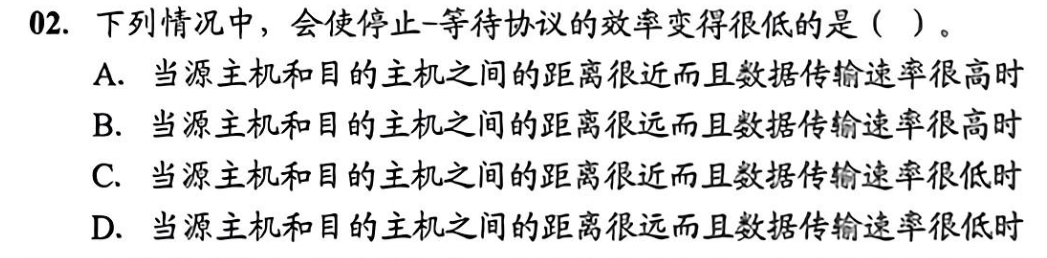 02. 下列情况中，会使停止-等待协议的效率变得很低的是（ ）。
A. 当源主机和目的主机之间的距离很近而且数据传输速率很高时
B. 当源主机和目的主机之间的距离很远而且数据传输速率很高时
C. 当源主机和目的主机之间的距离很近而且数据传输速率很低时
D. 当源主机和目的主机之间的距离很远而且数据传输速率很低时